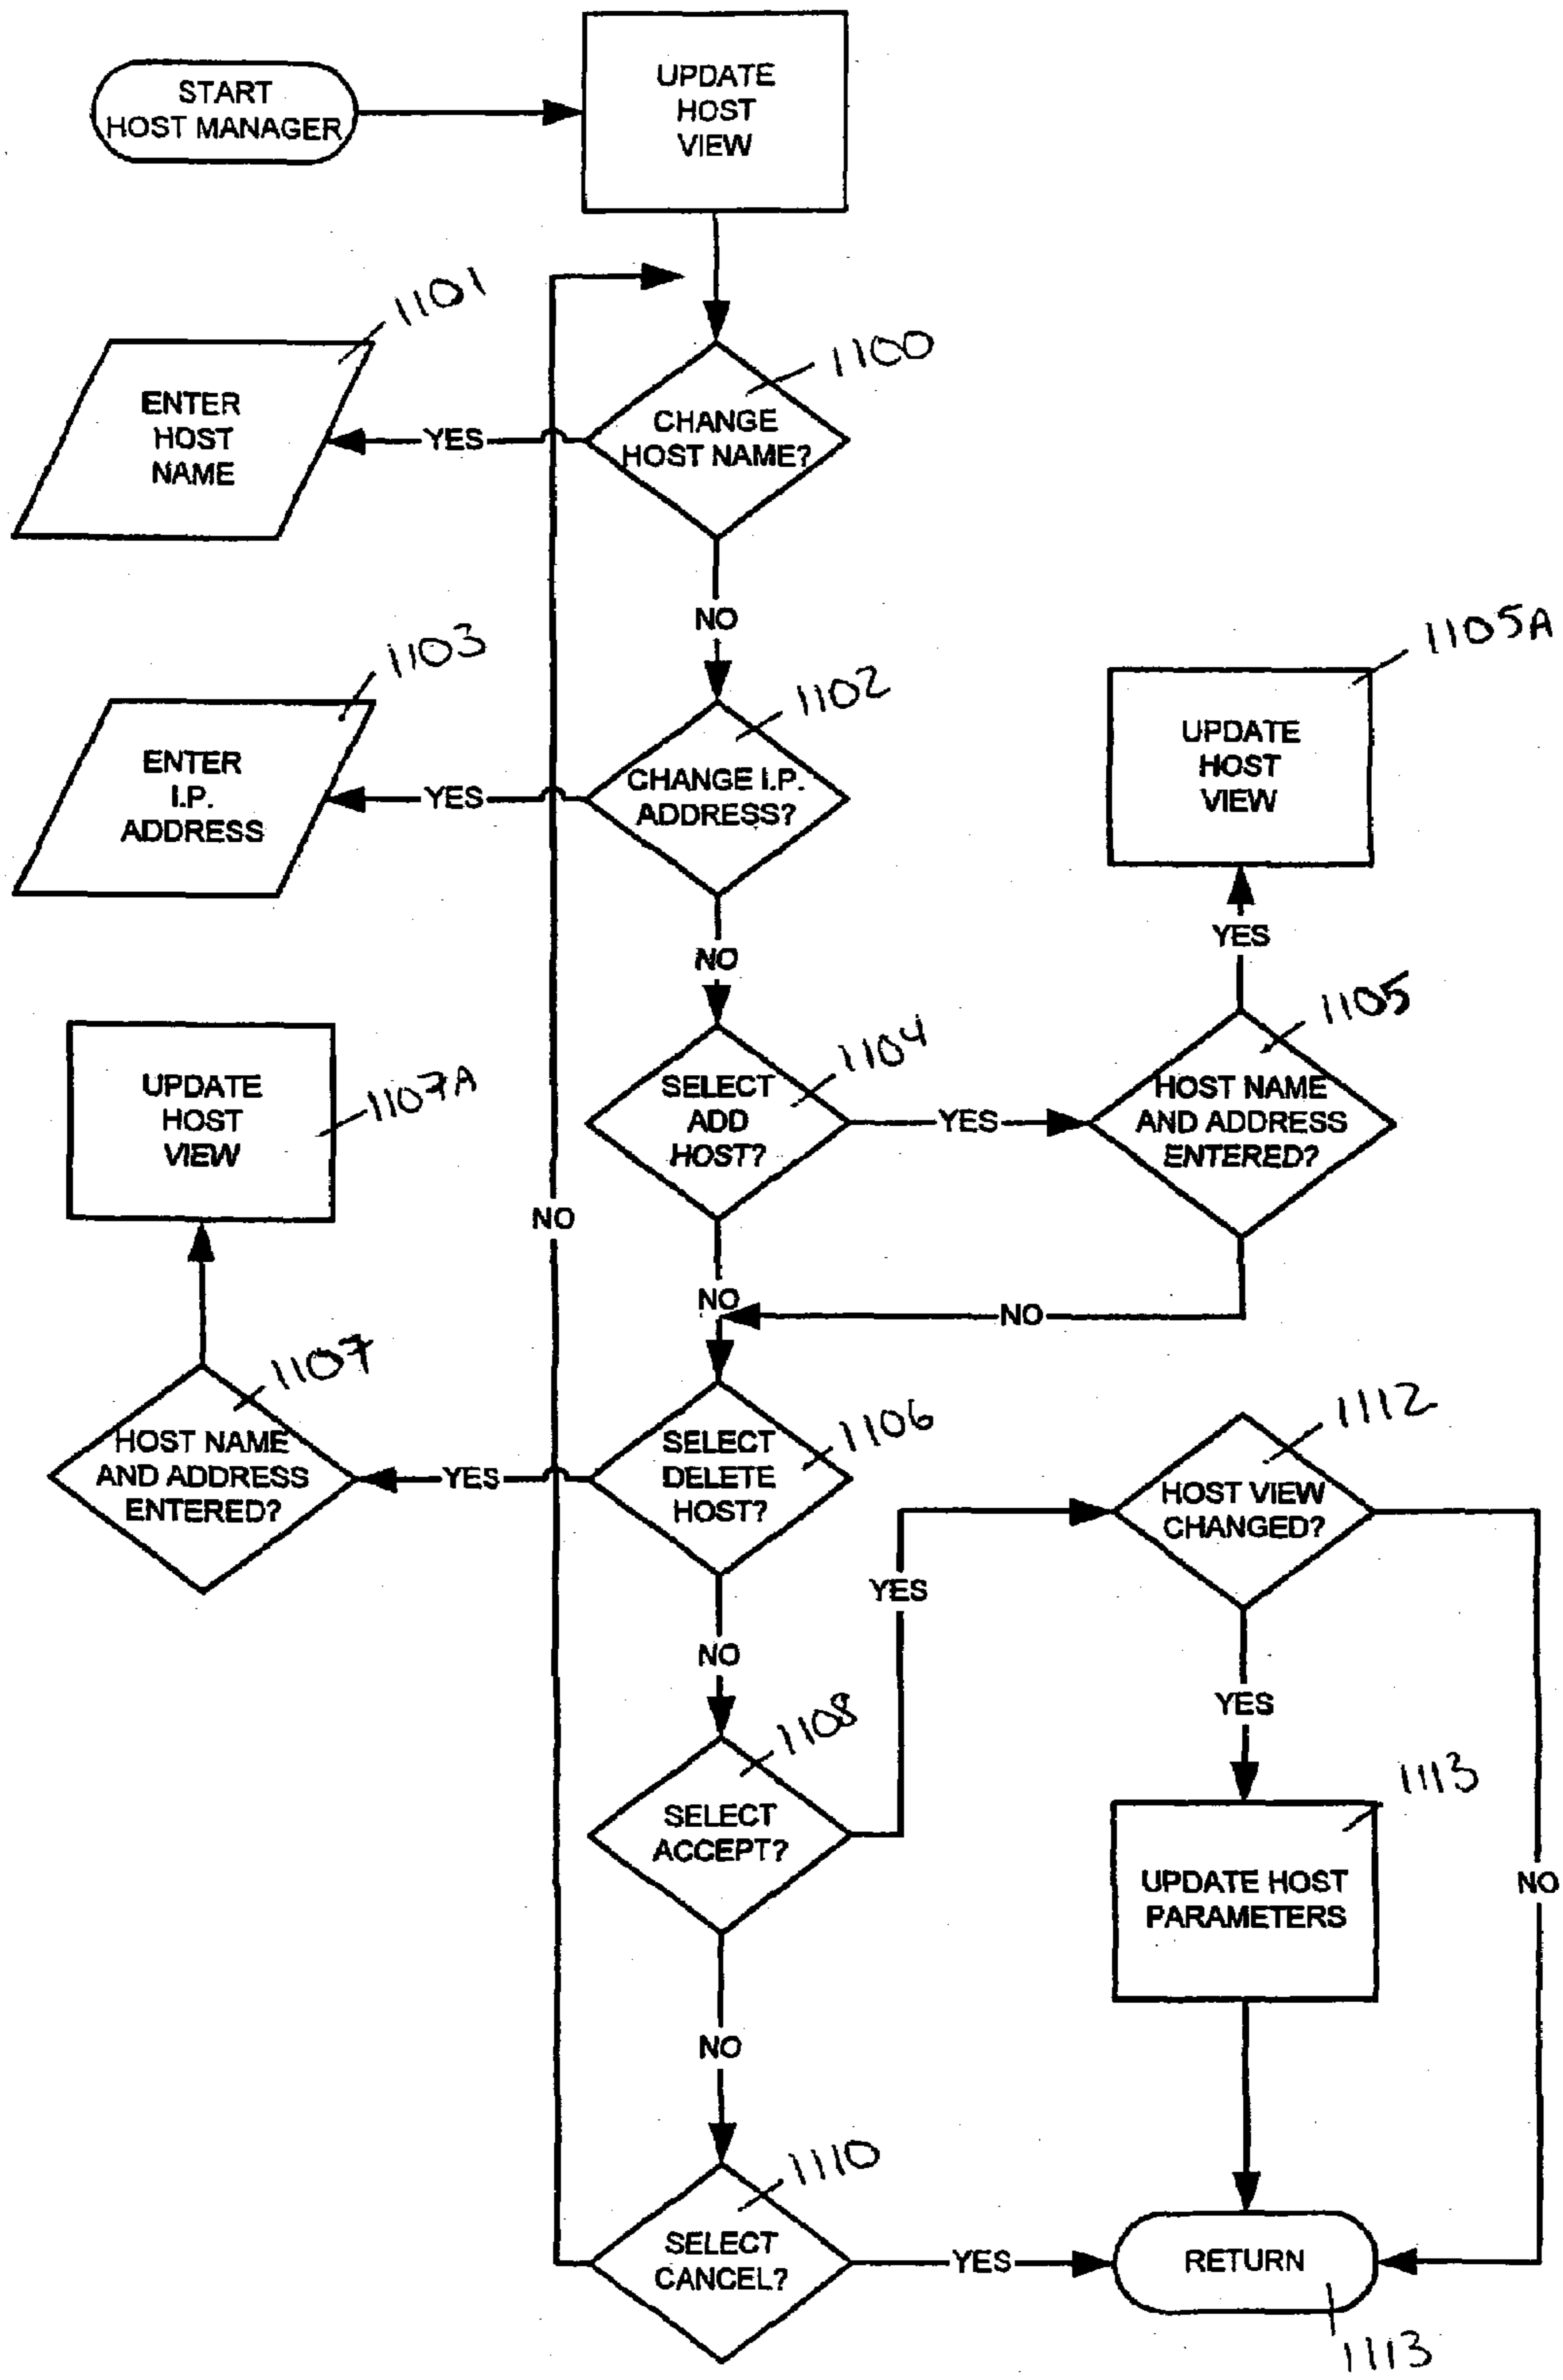 START
HOST MANAGER
UPDATE
HOST
VIEW
1101
1100
ENTER
HOST
NAME
YES
CHANGE
HOST NAME?
NO
1103
1102
1105A
ENTER
I.P.
ADDRESS
YES
CHANGE I.P.
ADDRESS?
UPDATE
HOST
VIEW
NO
YES
1107A
UPDATE
HOST
VIEW
1104
1105
SELECT
ADD
HOST?
YES
HOST NAME
AND ADDRESS
ENTERED?
NO
NO
NO
1107
1106
1112
HOST NAME
AND ADDRESS
ENTERED?
YES
SELECT
DELETE
HOST?
HOST VIEW
CHANGED?
YES
NO
YES
1108
1113
SELECT
ACCEPT?
UPDATE HOST
PARAMETERS
NO
NO
1110
SELECT
CANCEL?
YES
RETURN
1113